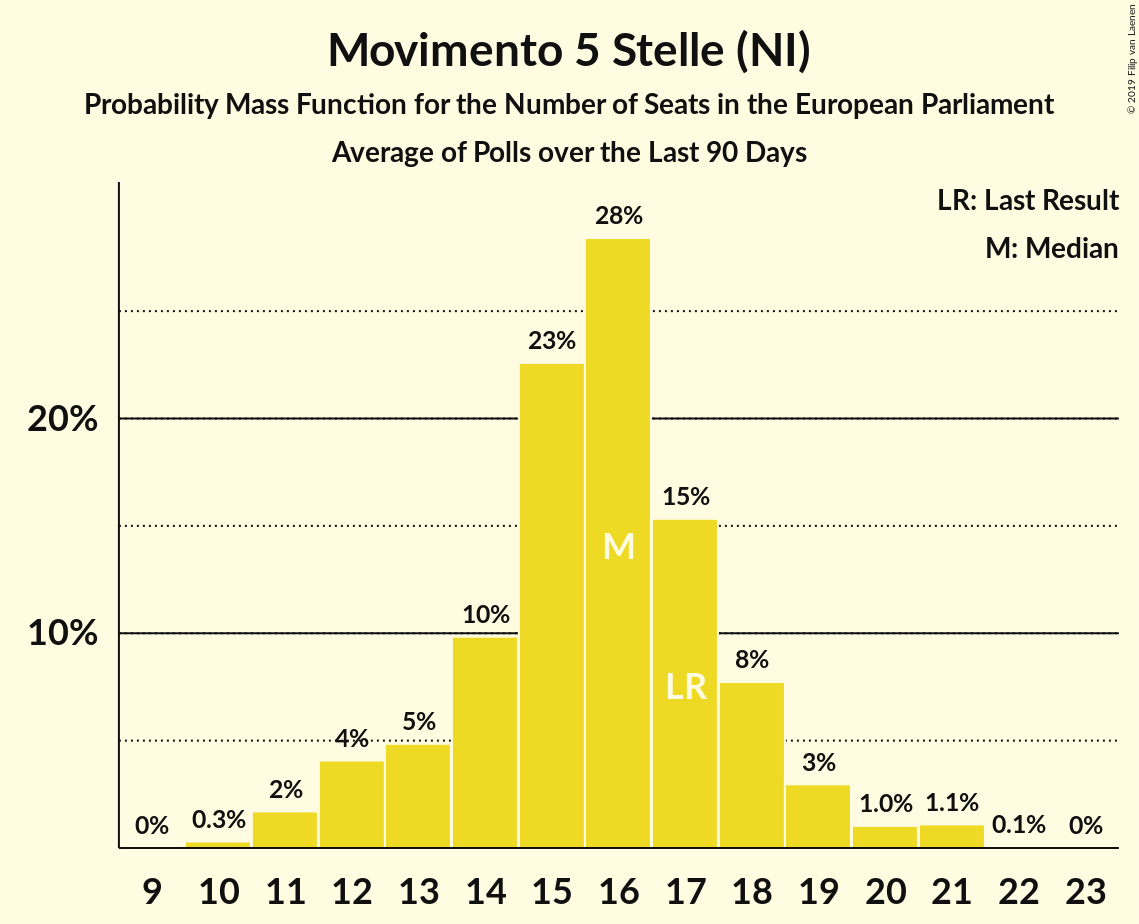 Movimento 5 Stelle (NI)
Probability Mass Function for the Number of Seats in the European Parliament
Average of Polls over the Last 90 Days
© 2019 Filip van Laenen
LR: Last Result
M: Median
28%
23%
20%
15%
M
10%
10%
8%
LR
5%
4%
3%
2%
1.0%
1.1%
0%
0.3%
0.1%
0%
9 10 11 12 13 14 15 16 17 18 19 20 21 22 23